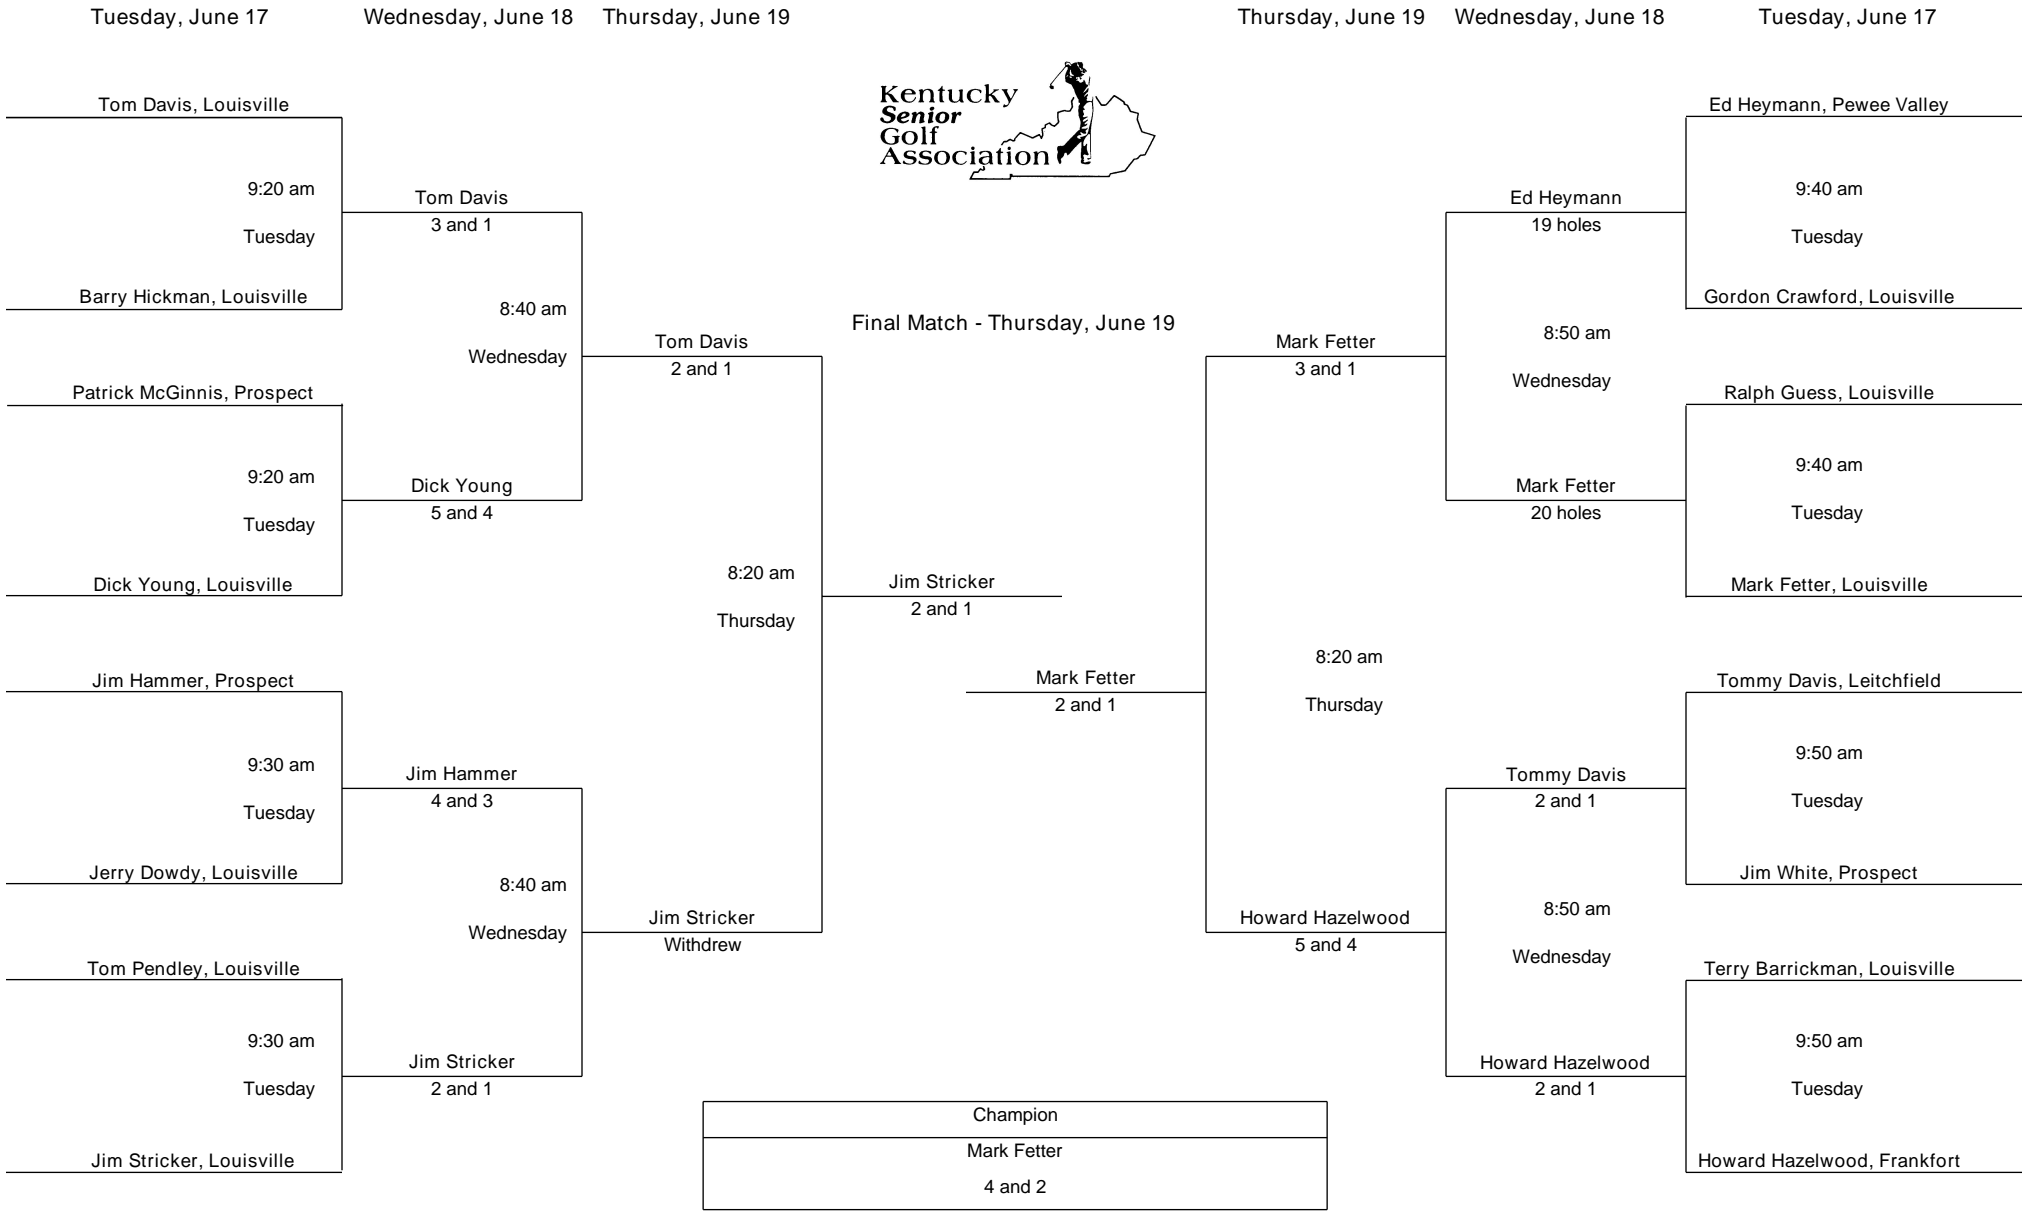 Tuesday, June 17
Wednesday, June 18
Thursday, June 19
Thursday, June 19
Wednesday, June 18
Tuesday, June 17
Kentucky
Senior
Golf
Association
Tom Davis, Louisville
9:20 am
Tuesday
Barry Hickman, Louisville
Patrick McGinnis, Prospect
9:20 am
Tuesday
Dick Young, Louisville
Jim Hammer, Prospect
9:30 am
Tuesday
Jerry Dowdy, Louisville
Tom Pendley, Louisville
9:30 am
Tuesday
Jim Stricker, Louisville
Tom Davis
3 and 1
8:40 am
Wednesday
Dick Young
5 and 4
Jim Hammer
4 and 3
8:40 am
Wednesday
Jim Stricker
2 and 1
Tom Davis
2 and 1
8:20 am
Thursday
Jim Stricker
Withdrew
Final Match - Thursday, June 19
Jim Stricker
2 and 1
Mark Fetter
2 and 1
Champion
Mark Fetter
4 and 2
Mark Fetter
3 and 1
8:20 am
Thursday
Howard Hazelwood
5 and 4
Ed Heymann
19 holes
8:50 am
Wednesday
Mark Fetter
20 holes
Tommy Davis
2 and 1
8:50 am
Wednesday
Howard Hazelwood
2 and 1
Ed Heymann, Pewee Valley
9:40 am
Tuesday
Gordon Crawford, Louisville
Ralph Guess, Louisville
9:40 am
Tuesday
Mark Fetter, Louisville
Tommy Davis, Leitchfield
9:50 am
Tuesday
Jim White, Prospect
Terry Barrickman, Louisville
9:50 am
Tuesday
Howard Hazelwood, Frankfort